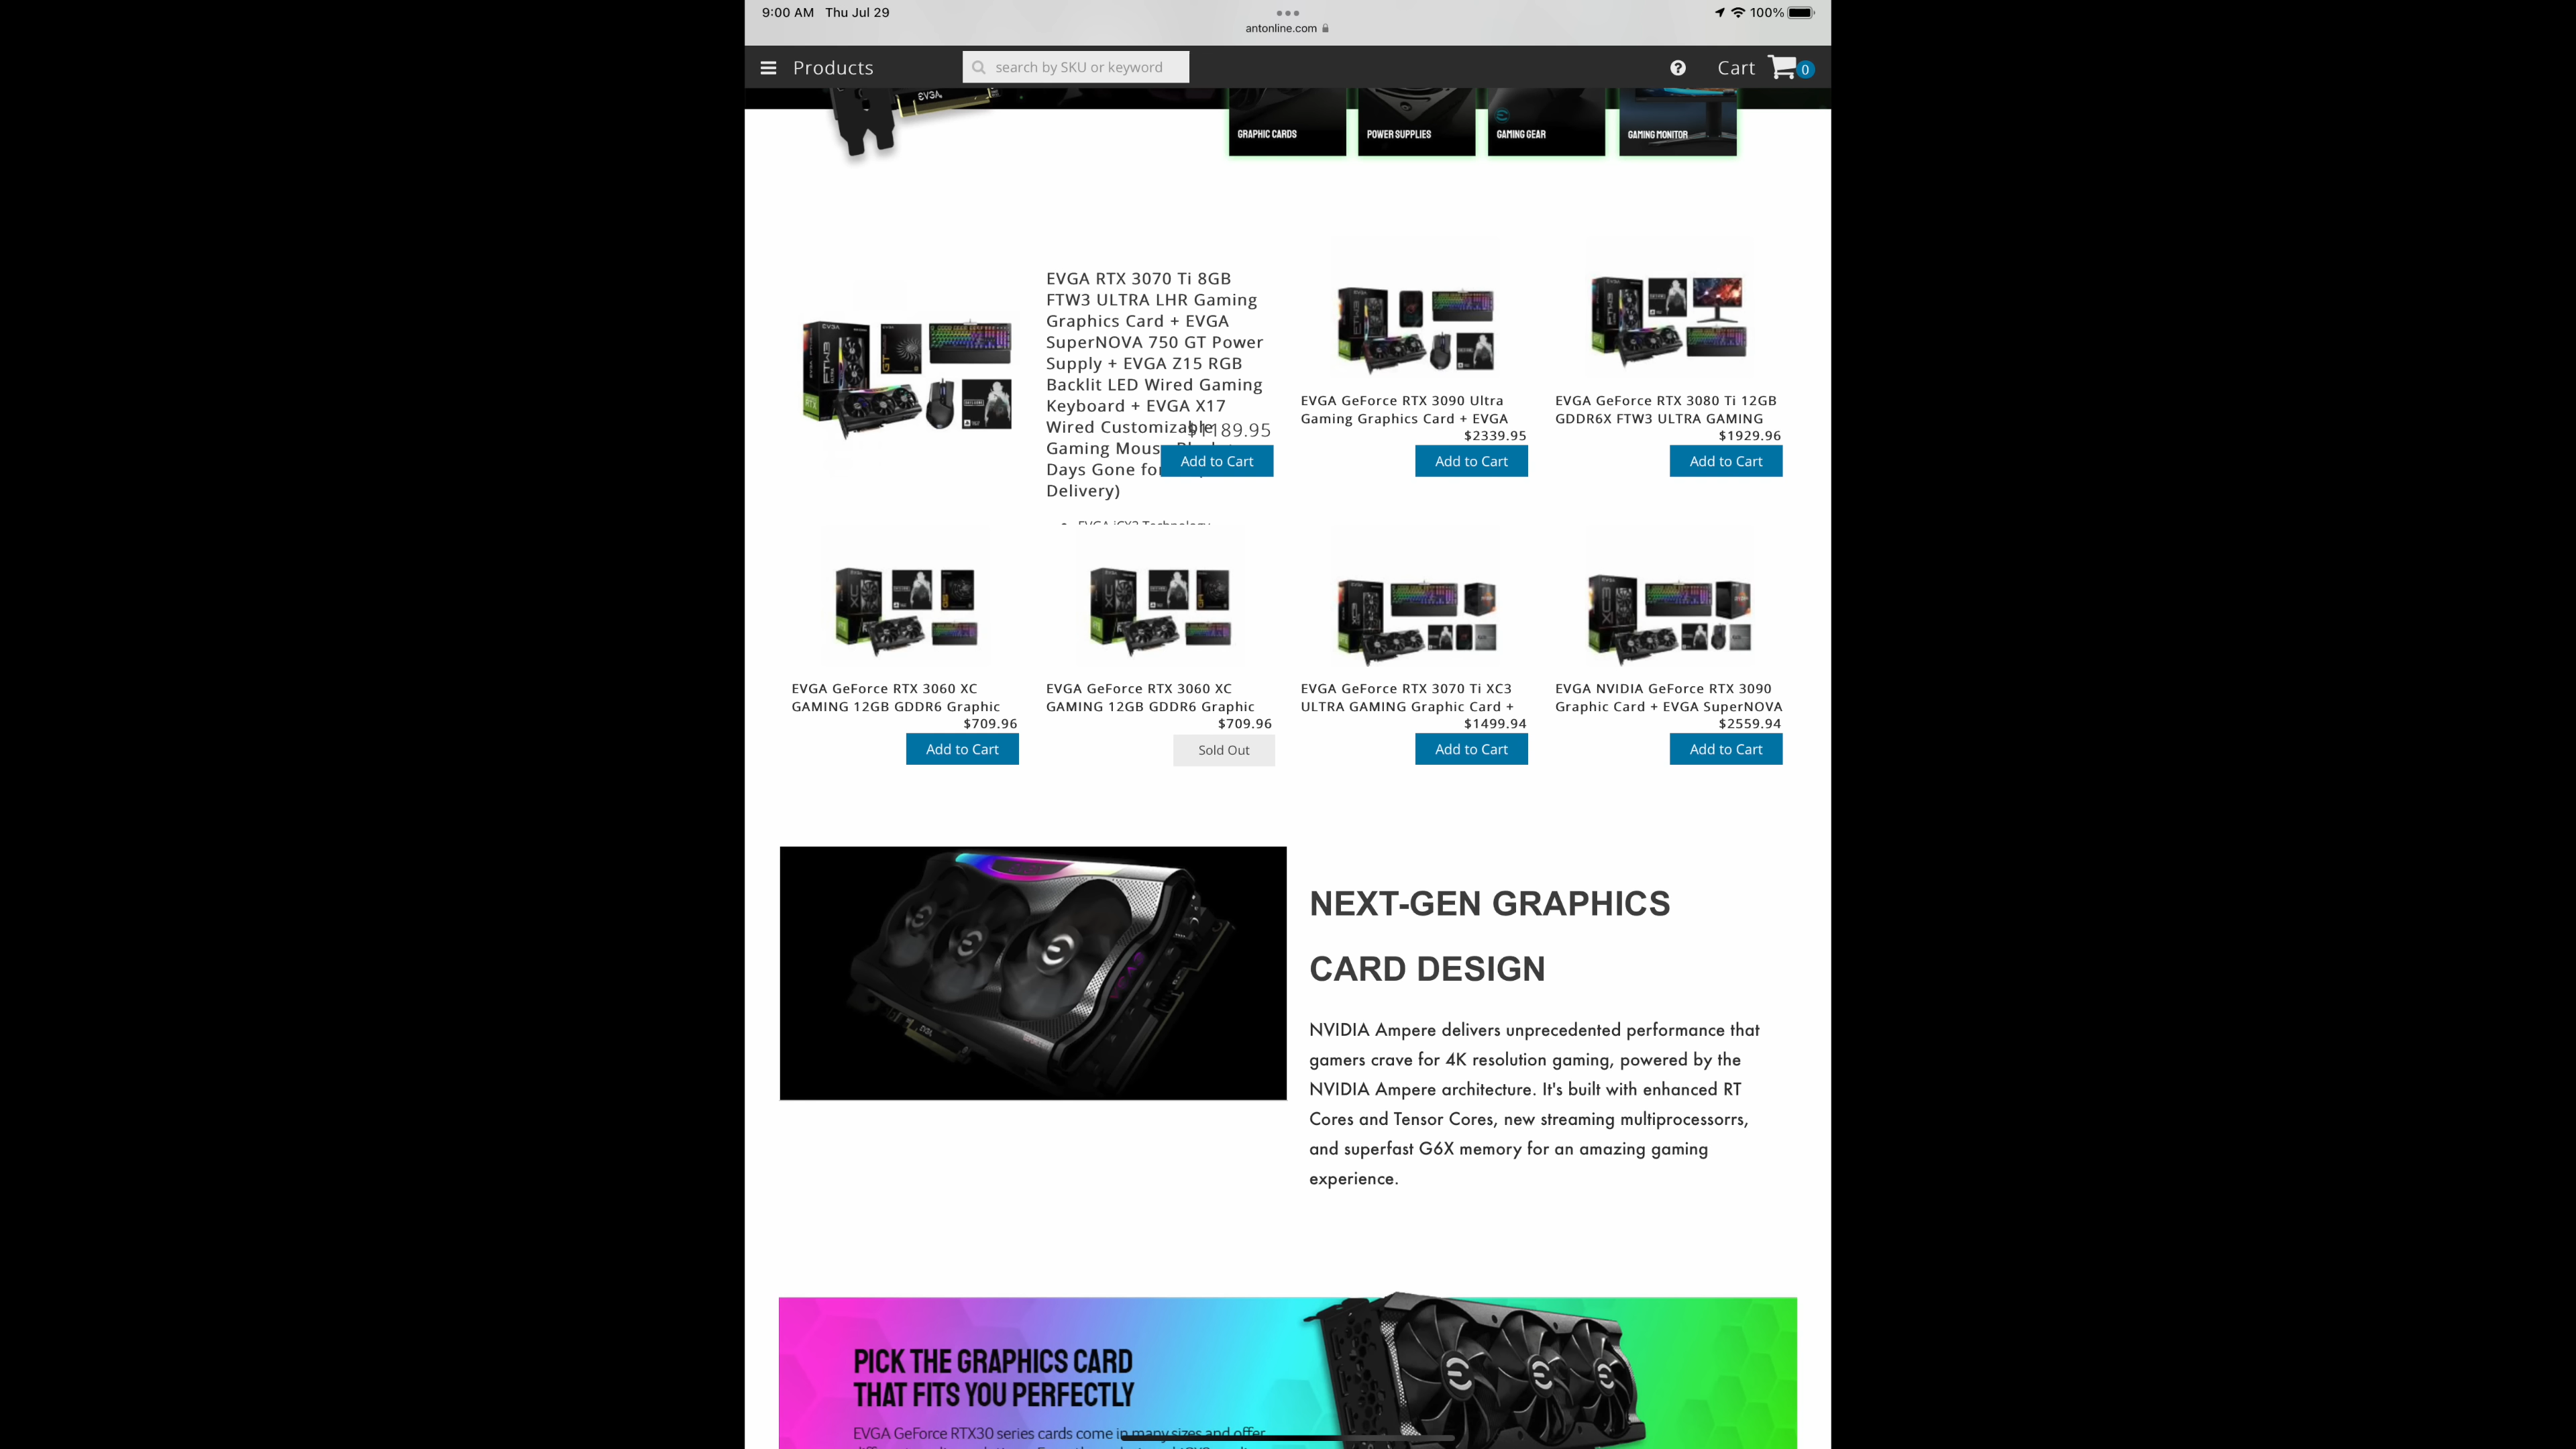 9:00 AM Thu Jul 29
antonline.com
100%
Products
search by SKU or keyword
?
Cart
0
EVGA
GRAPHIC CARDS
POWER SUPPLIES
GAMING GEAR
GAMING MONITOR
EVGA RTX 3070 Ti 8GB
FTW3 ULTRA LHR Gaming
Graphics Card + EVGA
SuperNOVA 750 GT Power
Supply + EVGA Z15 RGB
Backlit LED Wired Gaming
Keyboard + EVGA X17
Wired Customizable
Gaming Mous
Days Gone for
Delivery)
$1189.95
Add to Cart
EVGA iCX3 Technology
EVGA GeForce RTX 3090 Ultra
Gaming Graphics Card + EVGA
$2339.95
Add to Cart
EVGA GeForce RTX 3080 Ti 12GB
GDDR6X FTW3 ULTRA GAMING
$1929.96
Add to Cart
EVGA GeForce RTX 3060 XC
GAMING 12GB GDDR6 Graphic
$709.96
Add to Cart
EVGA GeForce RTX 3060 XC
GAMING 12GB GDDR6 Graphic
$709.96
Sold Out
EVGA GeForce RTX 3070 Ti XC3
ULTRA GAMING Graphic Card +
$1499.94
Add to Cart
EVGA NVIDIA GeForce RTX 3090
Graphic Card + EVGA SuperNOVA
$2559.94
Add to Cart
NEXT-GEN GRAPHICS
CARD DESIGN
NVIDIA Ampere delivers unprecedented performance that
gamers crave for 4K resolution gaming, powered by the
NVIDIA Ampere architecture. It's built with enhanced RT
Cores and Tensor Cores, new streaming multiprocessorrs,
and superfast G6X memory for an amazing gaming
experience.
PICK THE GRAPHICS CARD
THAT FITS YOU PERFECTLY
EVGA GeForce RTX30 series cards come in many sizes and offer